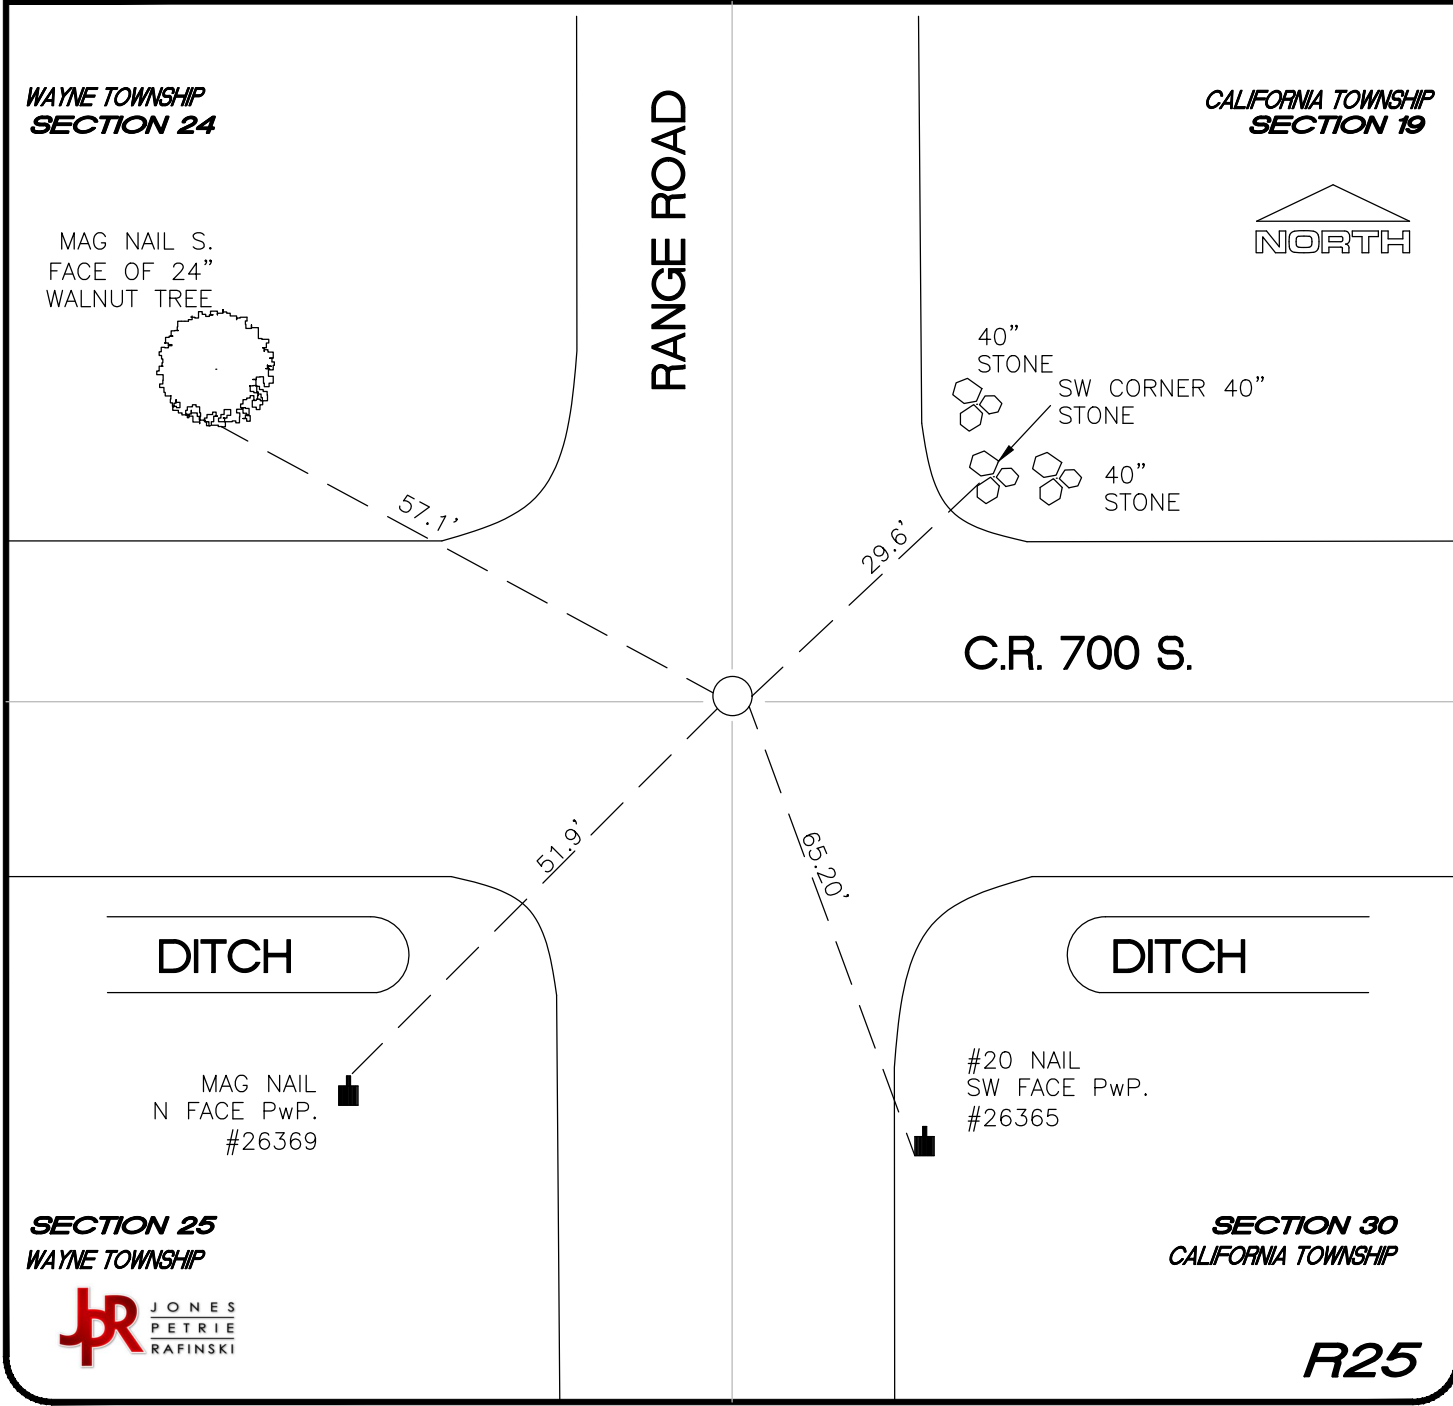 WAYNE TOWNSHIP
SECTION 24
CALIFORNIA TOWNSHIP
SECTION 19
NORTH
RANGE ROAD
MAG NAIL S.
FACE OF 24"
WALNUT TREE
40"
STONE
SW CORNER 40"
STONE
40"
STONE
57.1'
29.6'
C.R. 700 S.
51.9'
65.20'
DITCH
DITCH
MAG NAIL
N FACE PwP.
#26369
#20 NAIL
SW FACE PwP.
#26365
SECTION 25
WAYNE TOWNSHIP
SECTION 30
CALIFORNIA TOWNSHIP
JPR
JONES
PETRIE
RAFINSKI
R25